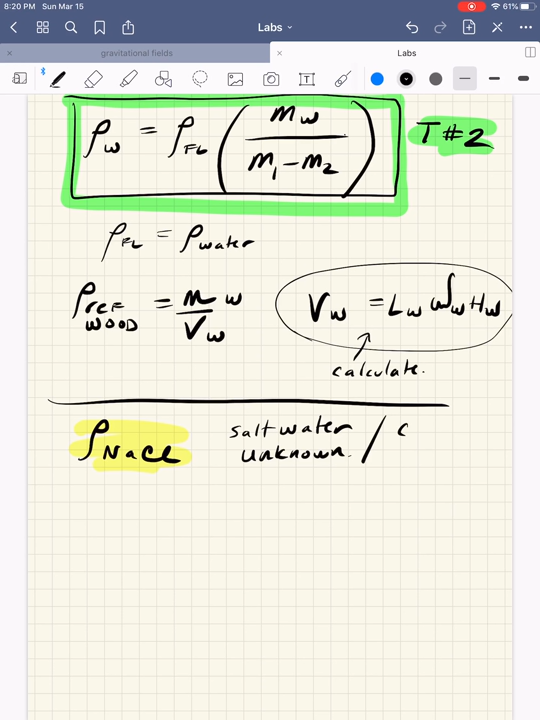 8:20 PM Sun Mar 15
61%
Labs
gravitational fields
Labs
ρw = ρFL (mw / m1 − m2)
T#2
ρFL = ρwater
ρref wood = mw / Vw
Vw = Lw Ww Hw
calculate.
ρNaCl
saltwater / c
unknown.